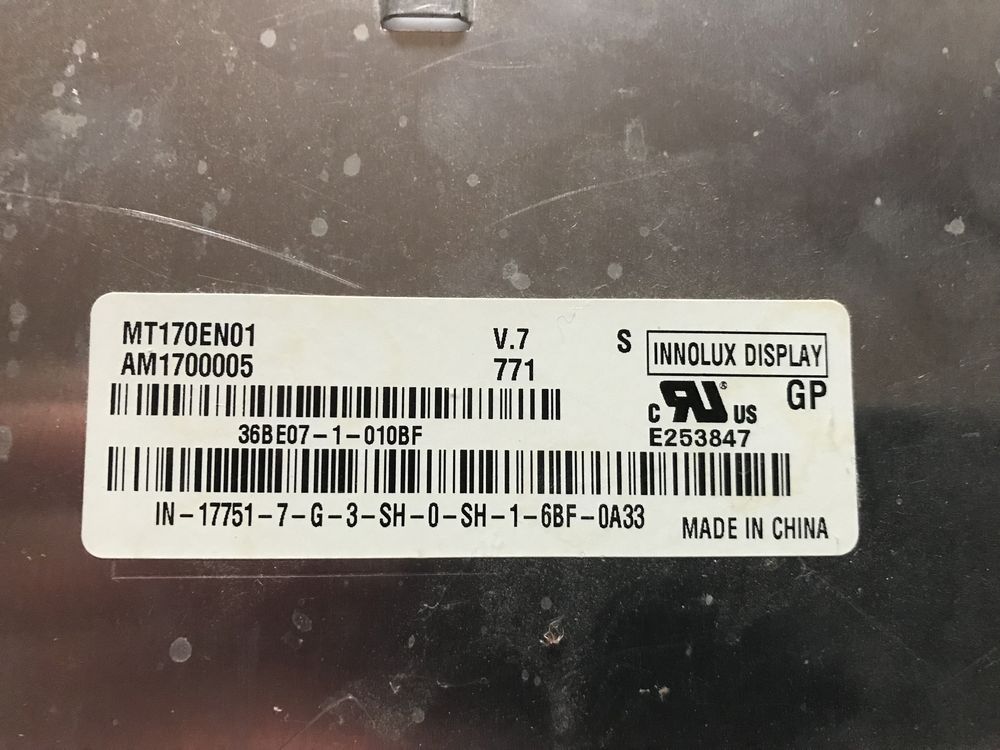 MT170EN01 V.7 S INNOLUX DISPLAY
AM1700005 771 GP
C RU® US
36BE07-1-010BF E253847
IN-17751-7-G-3-SH-0-SH-1-6BF-0A33 MADE IN CHINA